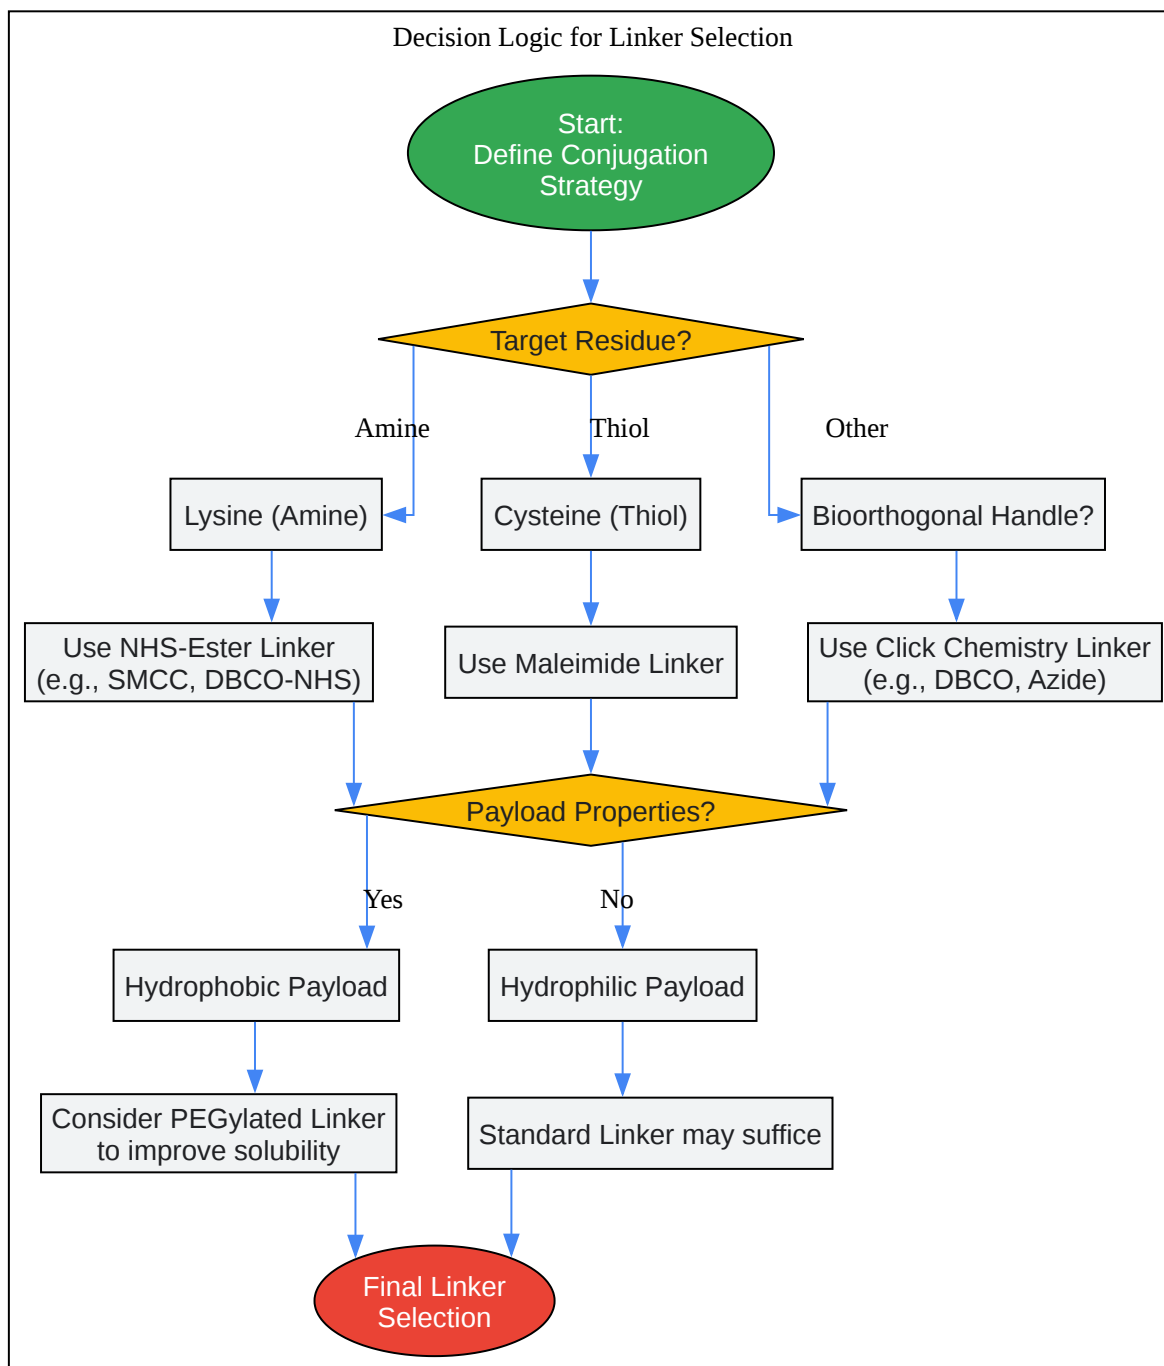 Decision Logic for Linker Selection
Start:
Define Conjugation
Strategy
Target Residue?
Amine
Thiol
Other
Lysine (Amine)
Cysteine (Thiol)
Bioorthogonal Handle?
Use NHS-Ester Linker
(e.g., SMCC, DBCO-NHS)
Use Maleimide Linker
Use Click Chemistry Linker
(e.g., DBCO, Azide)
Payload Properties?
Yes
No
Hydrophobic Payload
Hydrophilic Payload
Consider PEGylated Linker
to improve solubility
Standard Linker may suffice
Final Linker
Selection